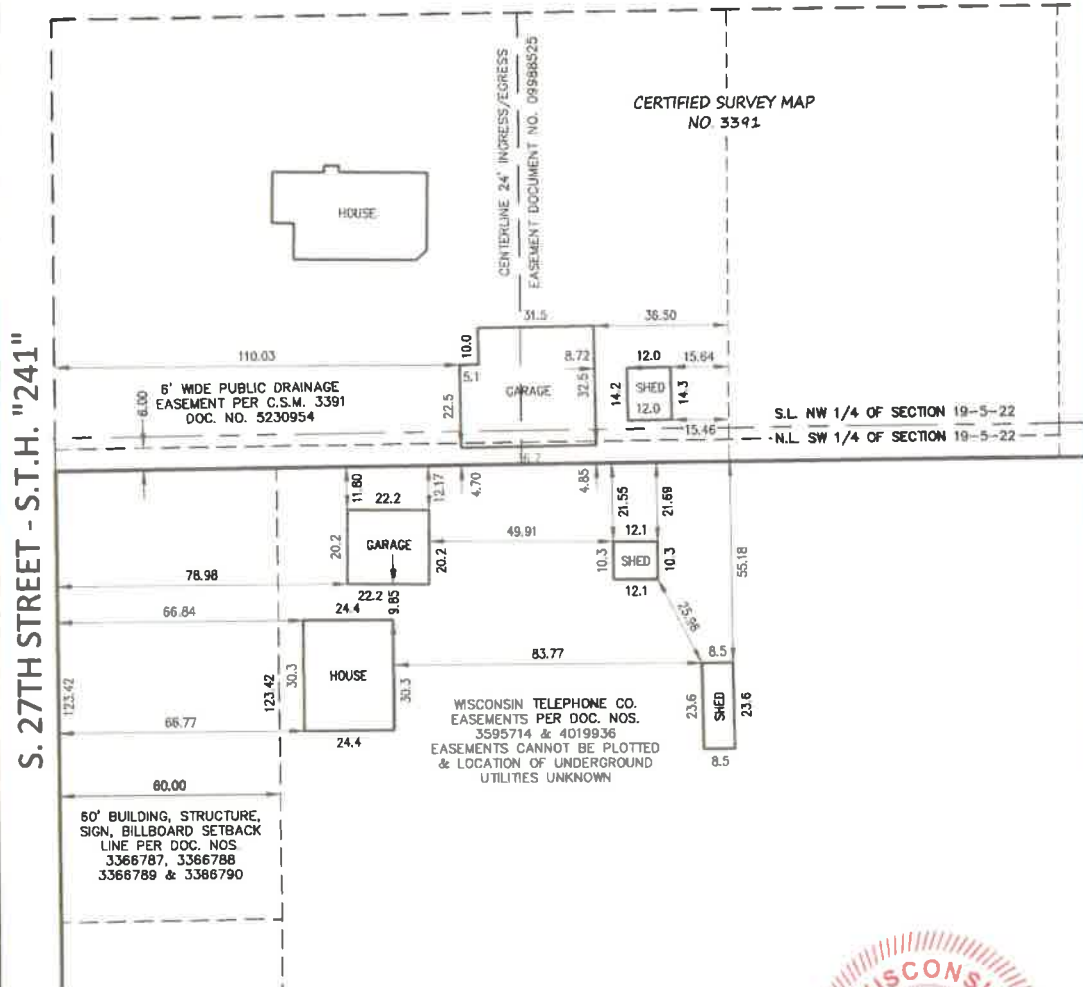 CENTERLINE 24' INGRESS/EGRESS
EASEMENT DOCUMENT NO. 09988525
CERTIFIED SURVEY MAP
NO. 3391
HOUSE
31.5
36.50
110.03
10.0
5.1
8.72
GARAGE
32.5
22.5
12.0
15.64
14.2
SHED
14.3
12.0
15.46
6' WIDE PUBLIC DRAINAGE
EASEMENT PER C.S.M. 3391
DOC. NO. 5230954
6.00
S.L. NW 1/4 OF SECTION 19-5-22
N.L. SW 1/4 OF SECTION 19-5-22
S. 27TH STREET - S.T.H. "241"
11.80
22.2
12.17
4.70
4.85
21.55
21.69
20.2
GARAGE
20.2
49.91
12.1
10.3
SHED
10.3
12.1
55.18
78.98
22.2
9.85
66.84
24.4
25.98
30.3
HOUSE
30.3
83.77
8.5
23.6
SHED
23.6
8.5
123.42
123.42
66.77
24.4
WISCONSIN TELEPHONE CO.
EASEMENTS PER DOC. NOS.
3595714 & 4019936
EASEMENTS CANNOT BE PLOTTED
& LOCATION OF UNDERGROUND
UTILITIES UNKNOWN
60.00
60' BUILDING, STRUCTURE,
SIGN, BILLBOARD SETBACK
LINE PER DOC. NOS
3366787, 3366788
3366789 & 3366790